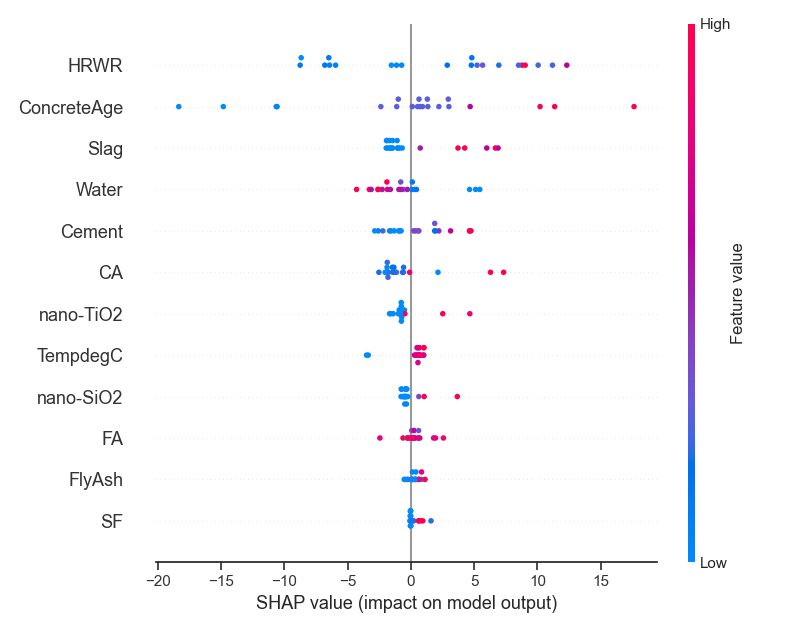 High
HRWR
ConcreteAge
Slag
Water
Cement
CA
nano-TiO2
TempdegC
nano-SiO2
FA
FlyAsh
SF
Feature value
Low
−20 −15 −10 −5 0 5 10 15
SHAP value (impact on model output)